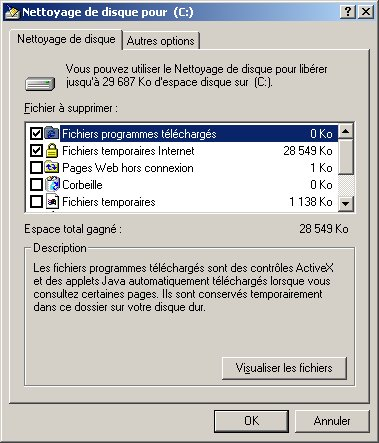 Nettoyage de disque pour (C:)
Nettoyage de disque
Autres options
Vous pouvez utiliser le Nettoyage de disque pour libérer
jusqu'à 29 687 Ko d'espace disque sur (C:).
Fichier à supprimer :
Fichiers programmes téléchargés 0 Ko
Fichiers temporaires Internet 28 549 Ko
Pages Web hors connexion 1 Ko
Corbeille 0 Ko
Fichiers temporaires 1 138 Ko
Espace total gagné : 28 549 Ko
Description
Les fichiers programmes téléchargés sont des contrôles ActiveX
et des applets Java automatiquement téléchargés lorsque vous
consultez certaines pages. Ils sont conservés temporairement
dans ce dossier sur votre disque dur.
Visualiser les fichiers
OK
Annuler